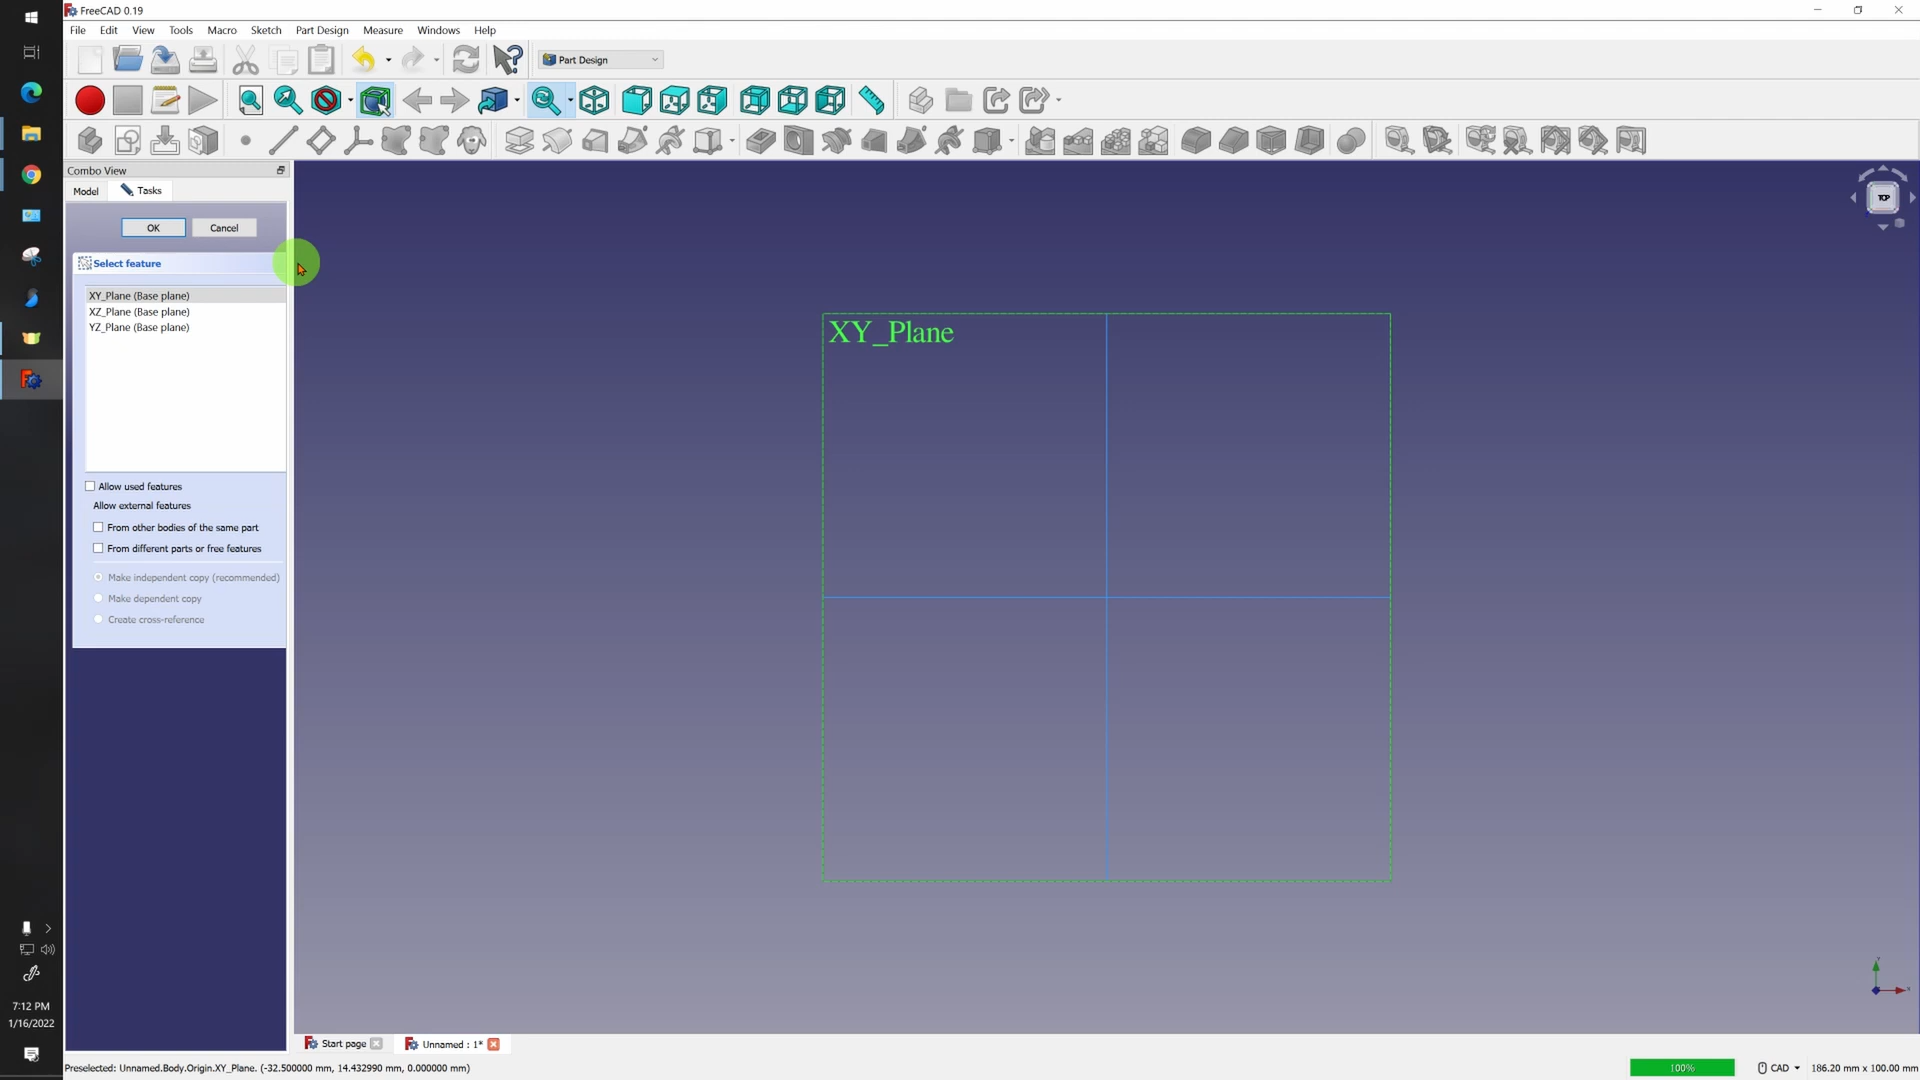 FreeCAD 0.19
File Edit View Tools Macro Sketch Part Design Measure Windows Help
Part Design
Combo View
Model Tasks
OK Cancel
TOP
Select feature
XY_Plane (Base plane)
XZ_Plane (Base plane)
YZ_Plane (Base plane)
XY_Plane
Allow used features
Allow external features
From other bodies of the same part
From different parts or free features
Make independent copy (recommended)
Make dependent copy
Create cross-reference
7:12 PM
1/16/2022
Start page Unnamed : 1*
Preselected: Unnamed.Body.Origin.XY_Plane. (-32.500000 mm, 14.432990 mm, 0.000000 mm) 100% CAD 186.20 mm x 100.00 mm